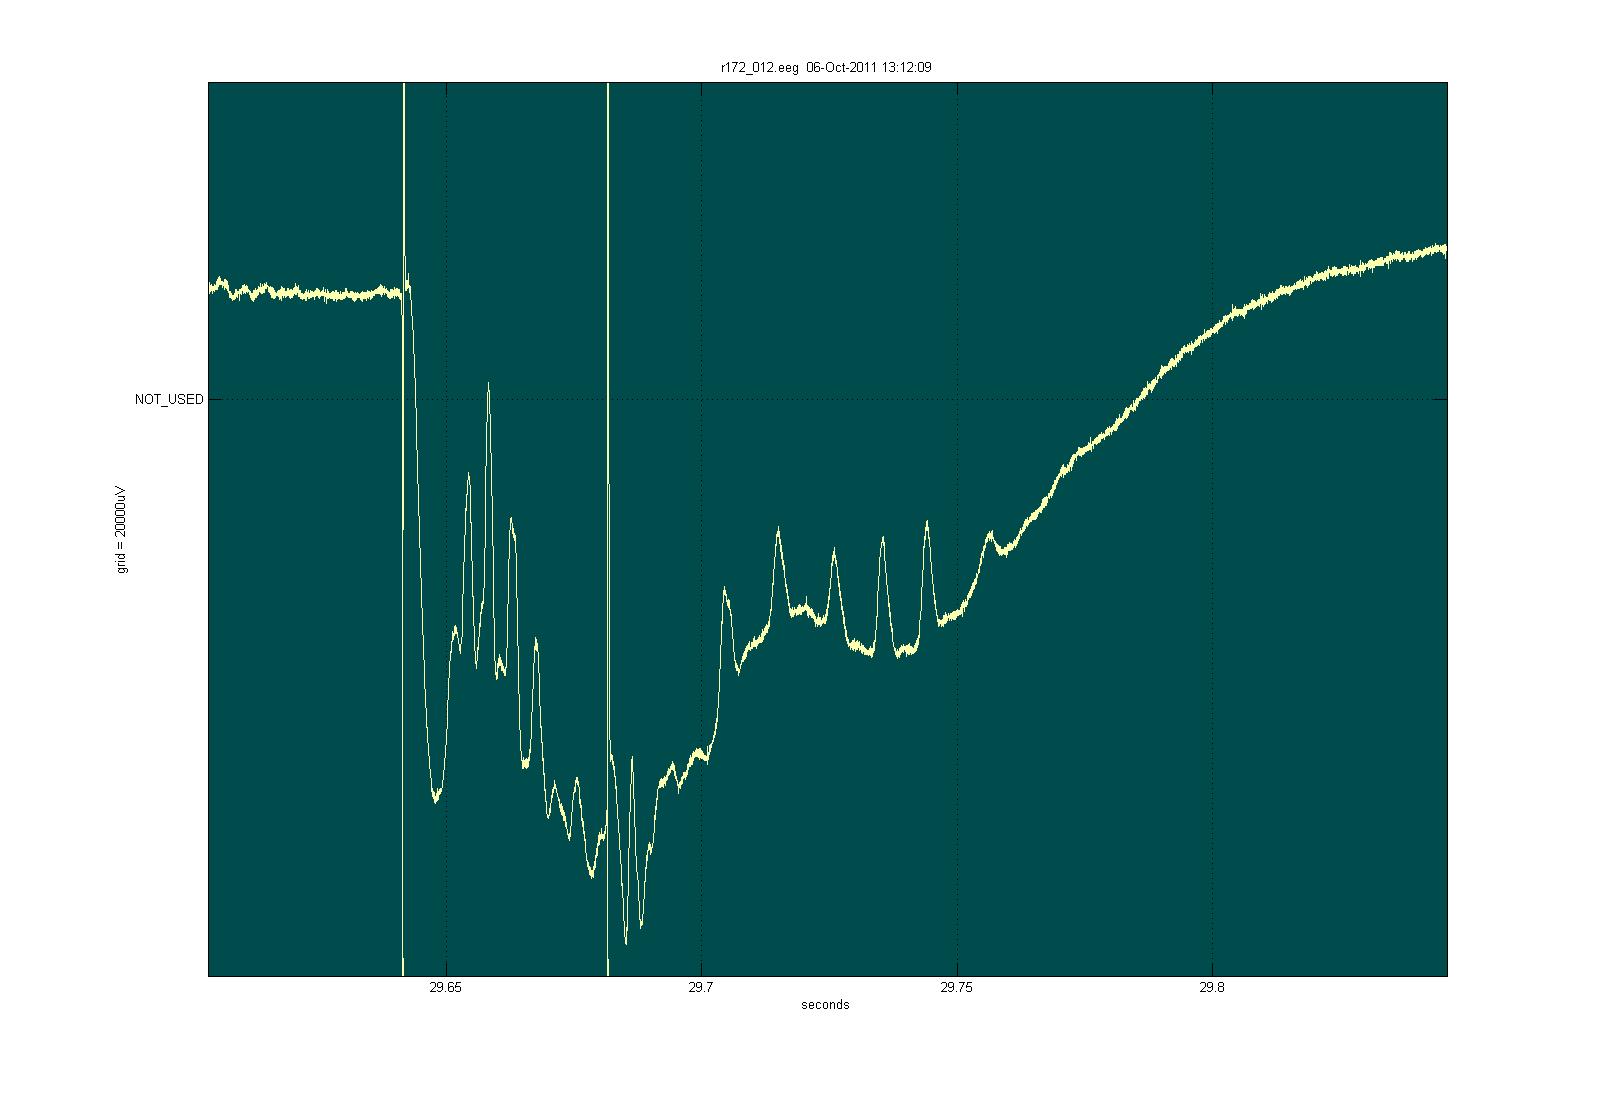 r172_012.eeg  06-Oct-2011 13:12:09
NOT_USED
grid = 20000uV
29.65
29.7
29.75
29.8
seconds